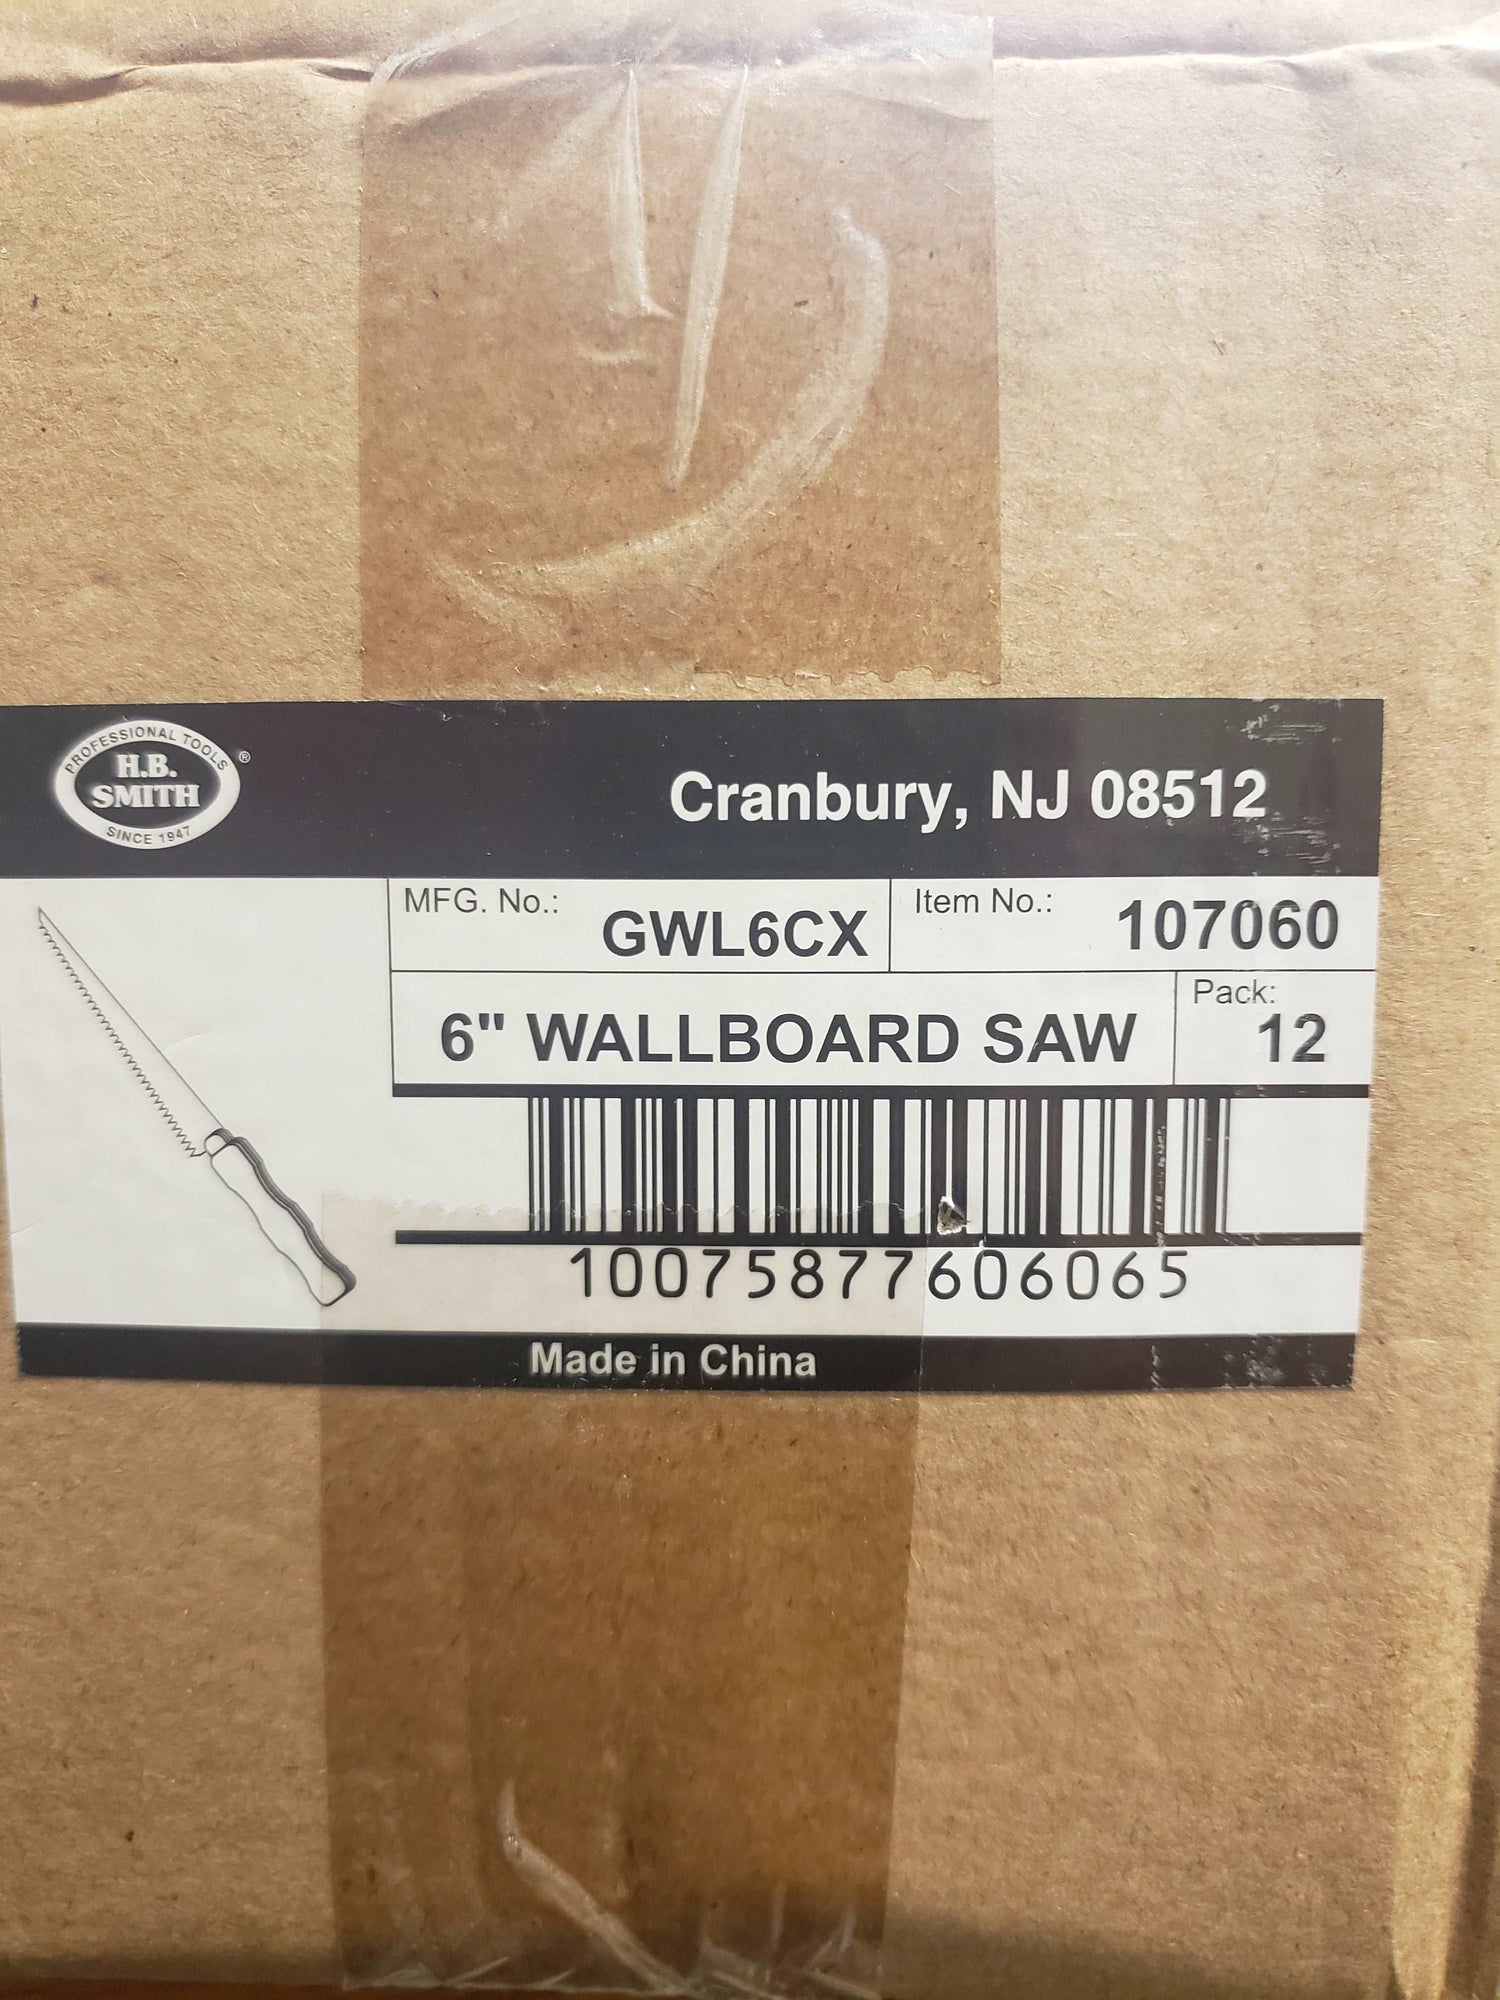 PROFESSIONAL TOOLS
H.B.
SMITH
®
SINCE 1947
Cranbury, NJ 08512
MFG. No.: GWL6CX
Item No.: 107060
6" WALLBOARD SAW
Pack: 12
10075877606065
Made in China